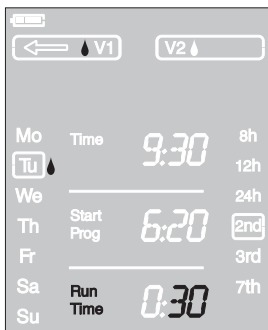 V1 V2
Mo Time 9:30 8h
Tu 12h
We 24h
Th Start Prog 6:20 2nd
Fr 3rd
Sa Run Time 0:30 7th
Su